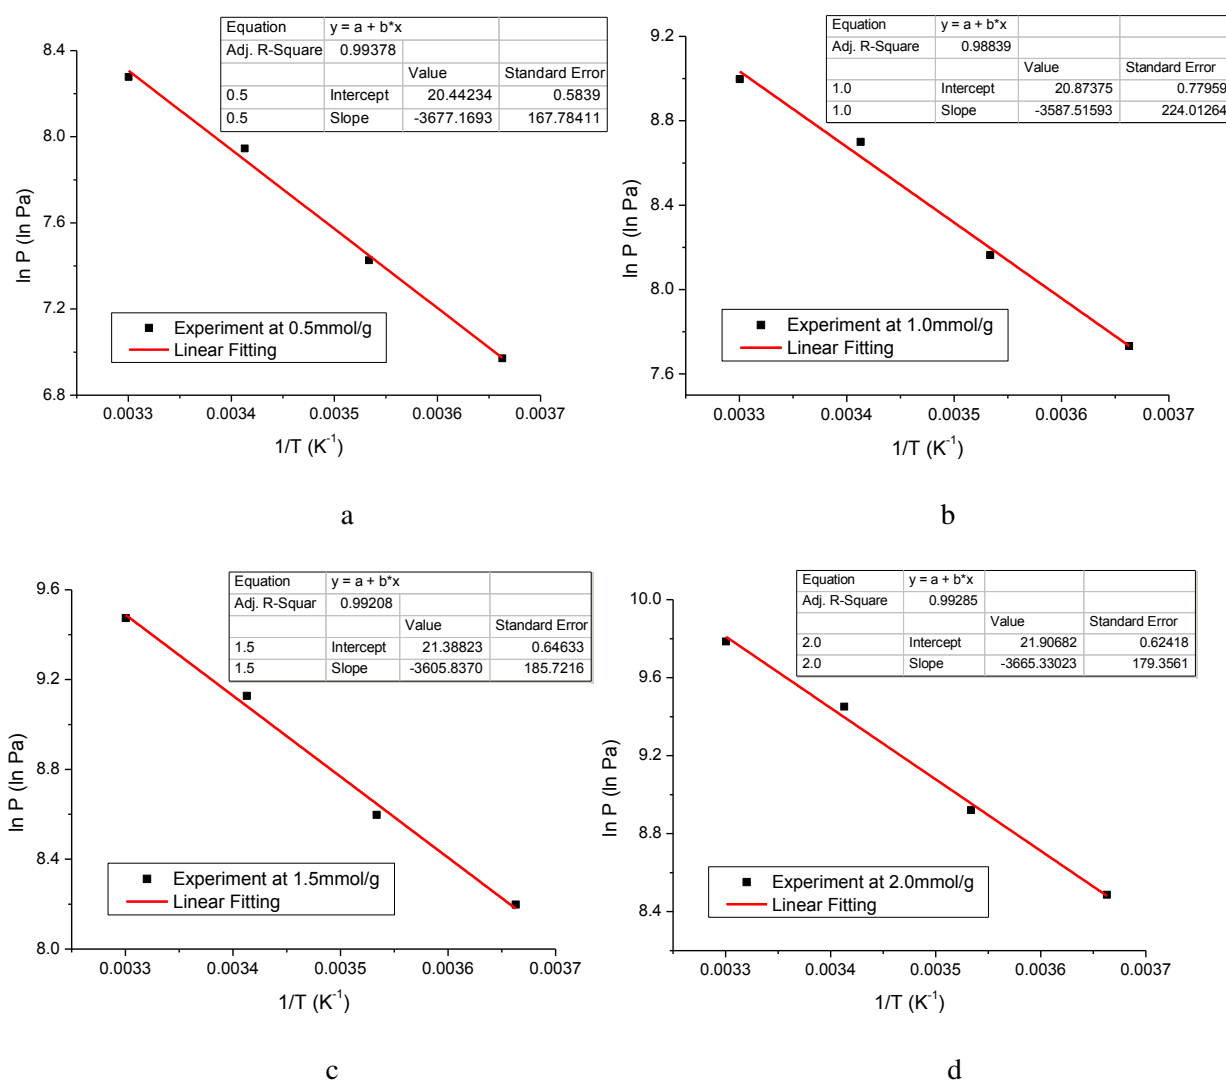 Equation y = a + b*x
Adj. R-Square 0.99378
Value Standard Error
0.5 Intercept 20.44234 0.5839
0.5 Slope -3677.1693 167.78411
8.4
8.0
7.6
7.2
6.8
ln P (ln Pa)
Experiment at 0.5mmol/g
Linear Fitting
0.0033 0.0034 0.0035 0.0036 0.0037
1/T (K-1)
a
Equation y = a + b*x
Adj. R-Square 0.98839
Value Standard Error
1.0 Intercept 20.87375 0.77959
1.0 Slope -3587.51593 224.01264
9.2
8.8
8.4
8.0
7.6
ln P (ln Pa)
Experiment at 1.0mmol/g
Linear Fitting
0.0033 0.0034 0.0035 0.0036 0.0037
1/T (K-1)
b
Equation y = a + b*x
Adj. R-Squar 0.99208
Value Standard Error
1.5 Intercept 21.38823 0.64633
1.5 Slope -3605.8370 185.7216
9.6
9.2
8.8
8.4
8.0
ln P (ln Pa)
Experiment at 1.5mmol/g
Linear Fitting
0.0033 0.0034 0.0035 0.0036 0.0037
1/T (K-1)
c
Equation y = a + b*x
Adj. R-Square 0.99285
Value Standard Error
2.0 Intercept 21.90682 0.62418
2.0 Slope -3665.33023 179.3561
10.0
9.6
9.2
8.8
8.4
ln P (ln Pa)
Experiment at 2.0mmol/g
Linear Fitting
0.0033 0.0034 0.0035 0.0036 0.0037
1/T (K-1)
d